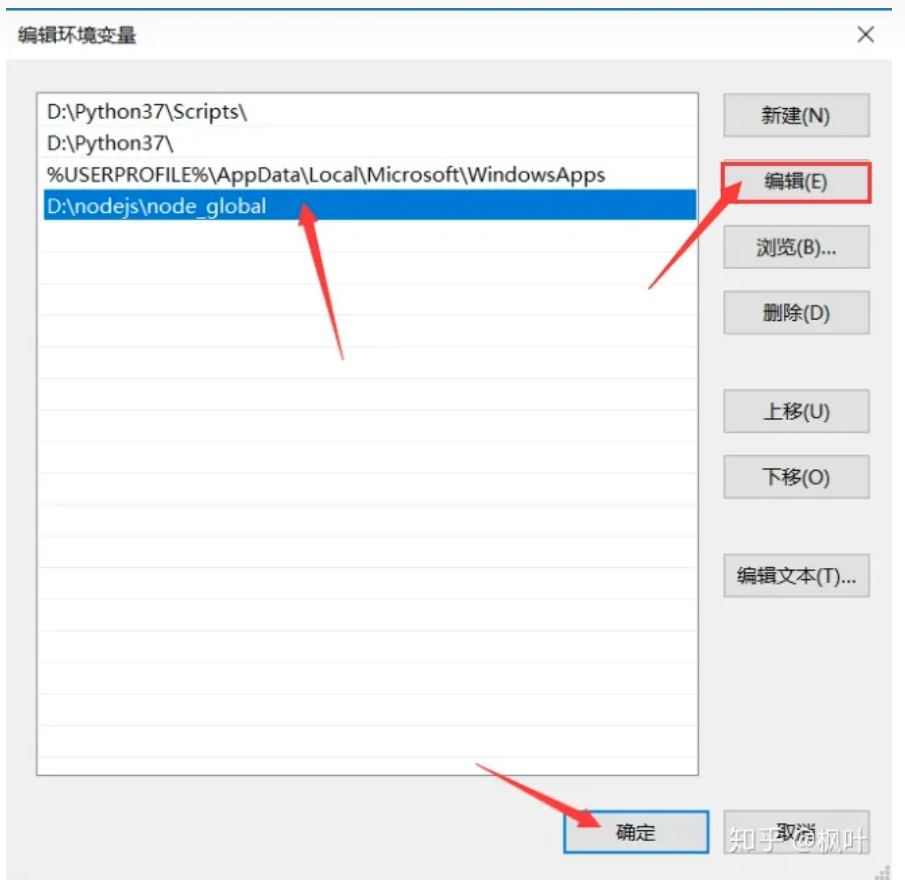 编辑环境变量
D:\Python37\Scripts\
D:\Python37\
%USERPROFILE%\AppData\Local\Microsoft\WindowsApps
D:\nodejs\node_global
新建(N)
编辑(E)
浏览(B)...
删除(D)
上移(U)
下移(O)
编辑文本(T)...
确定
取消
知乎 @枫叶